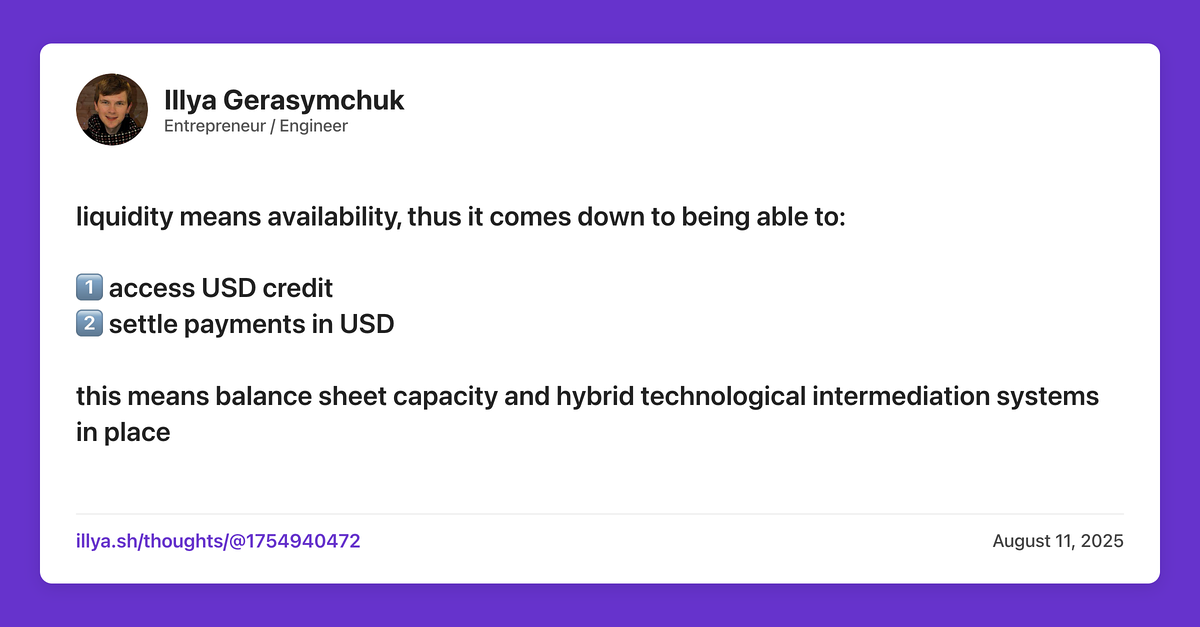 Illya Gerasymchuk
Entrepreneur / Engineer
liquidity means availability, thus it comes down to being able to:
1️⃣ access USD credit
2️⃣ settle payments in USD
this means balance sheet capacity and hybrid technological intermediation systems
in place
illya.sh/thoughts/@1754940472
August 11, 2025